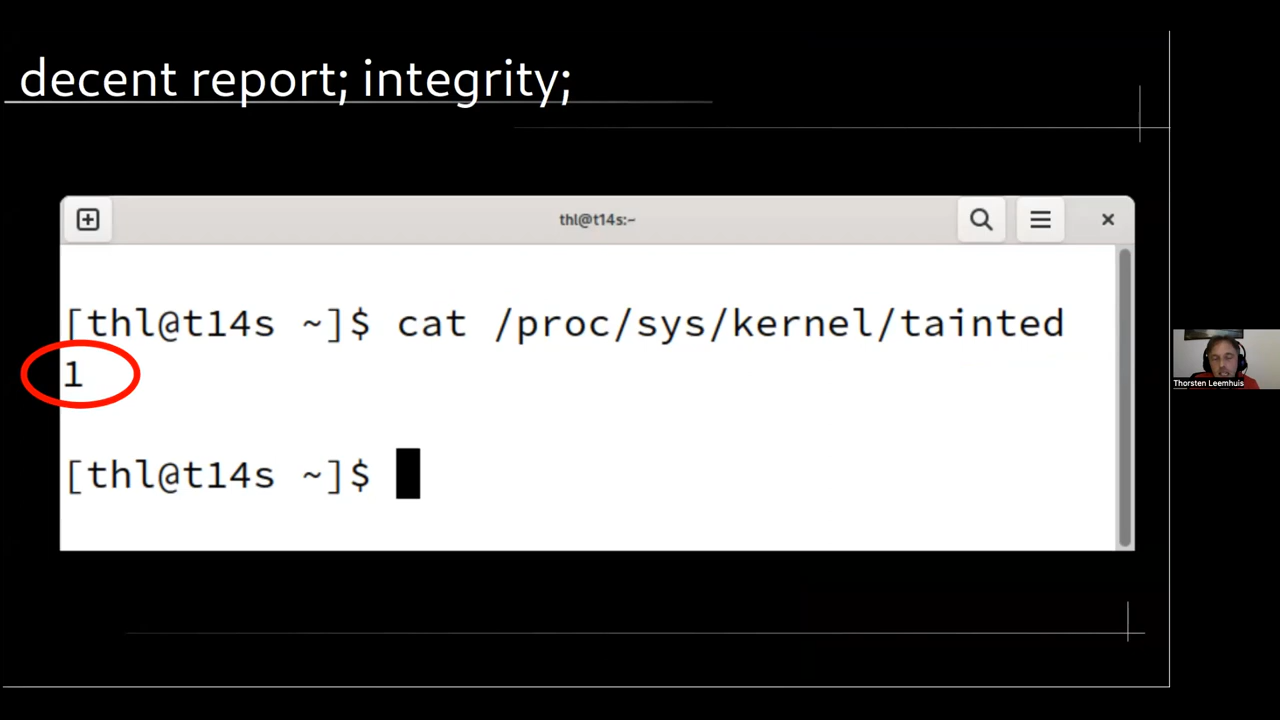 decent report; integrity;
thl@t14s:~
[thl@t14s ~]$ cat /proc/sys/kernel/tainted
1
[thl@t14s ~]$
Thorsten Leemhuis